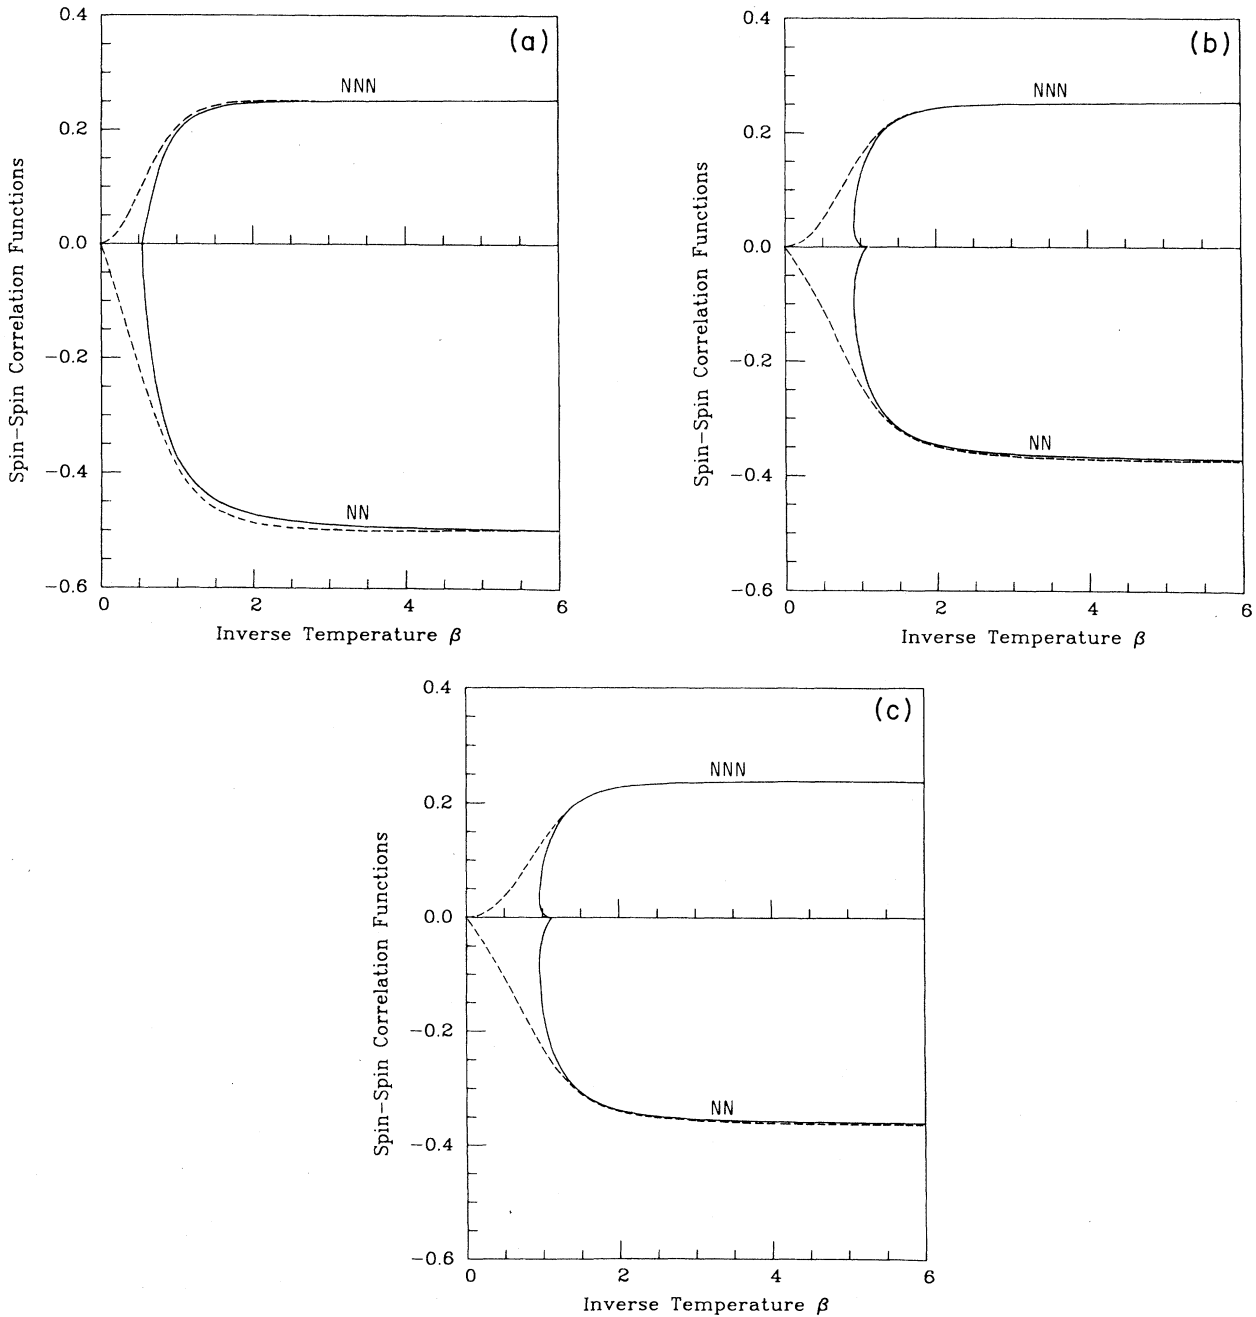 (a)
0.4
0.2
0.0
−0.2
−0.4
−0.6
NNN
NN
0
2
4
6
Spin−Spin Correlation Functions
Inverse Temperature β
(b)
0.4
0.2
0.0
−0.2
−0.4
−0.6
NNN
NN
0
2
4
6
Spin−Spin Correlation Functions
Inverse Temperature β
(c)
0.4
0.2
0.0
−0.2
−0.4
−0.6
NNN
NN
0
2
4
6
Spin−Spin Correlation Functions
Inverse Temperature β